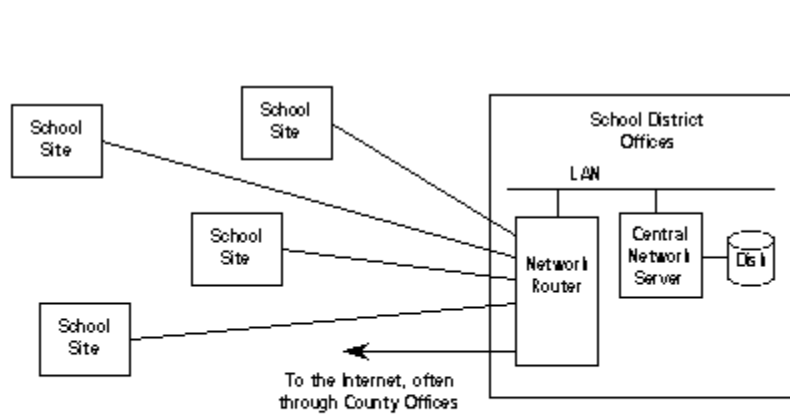 School
Site
School
Site
School
Site
School
Site
School District
Offices
LAN
Network
Router
Central
Network
Server
Disk
To the Internet, often
through County Offices